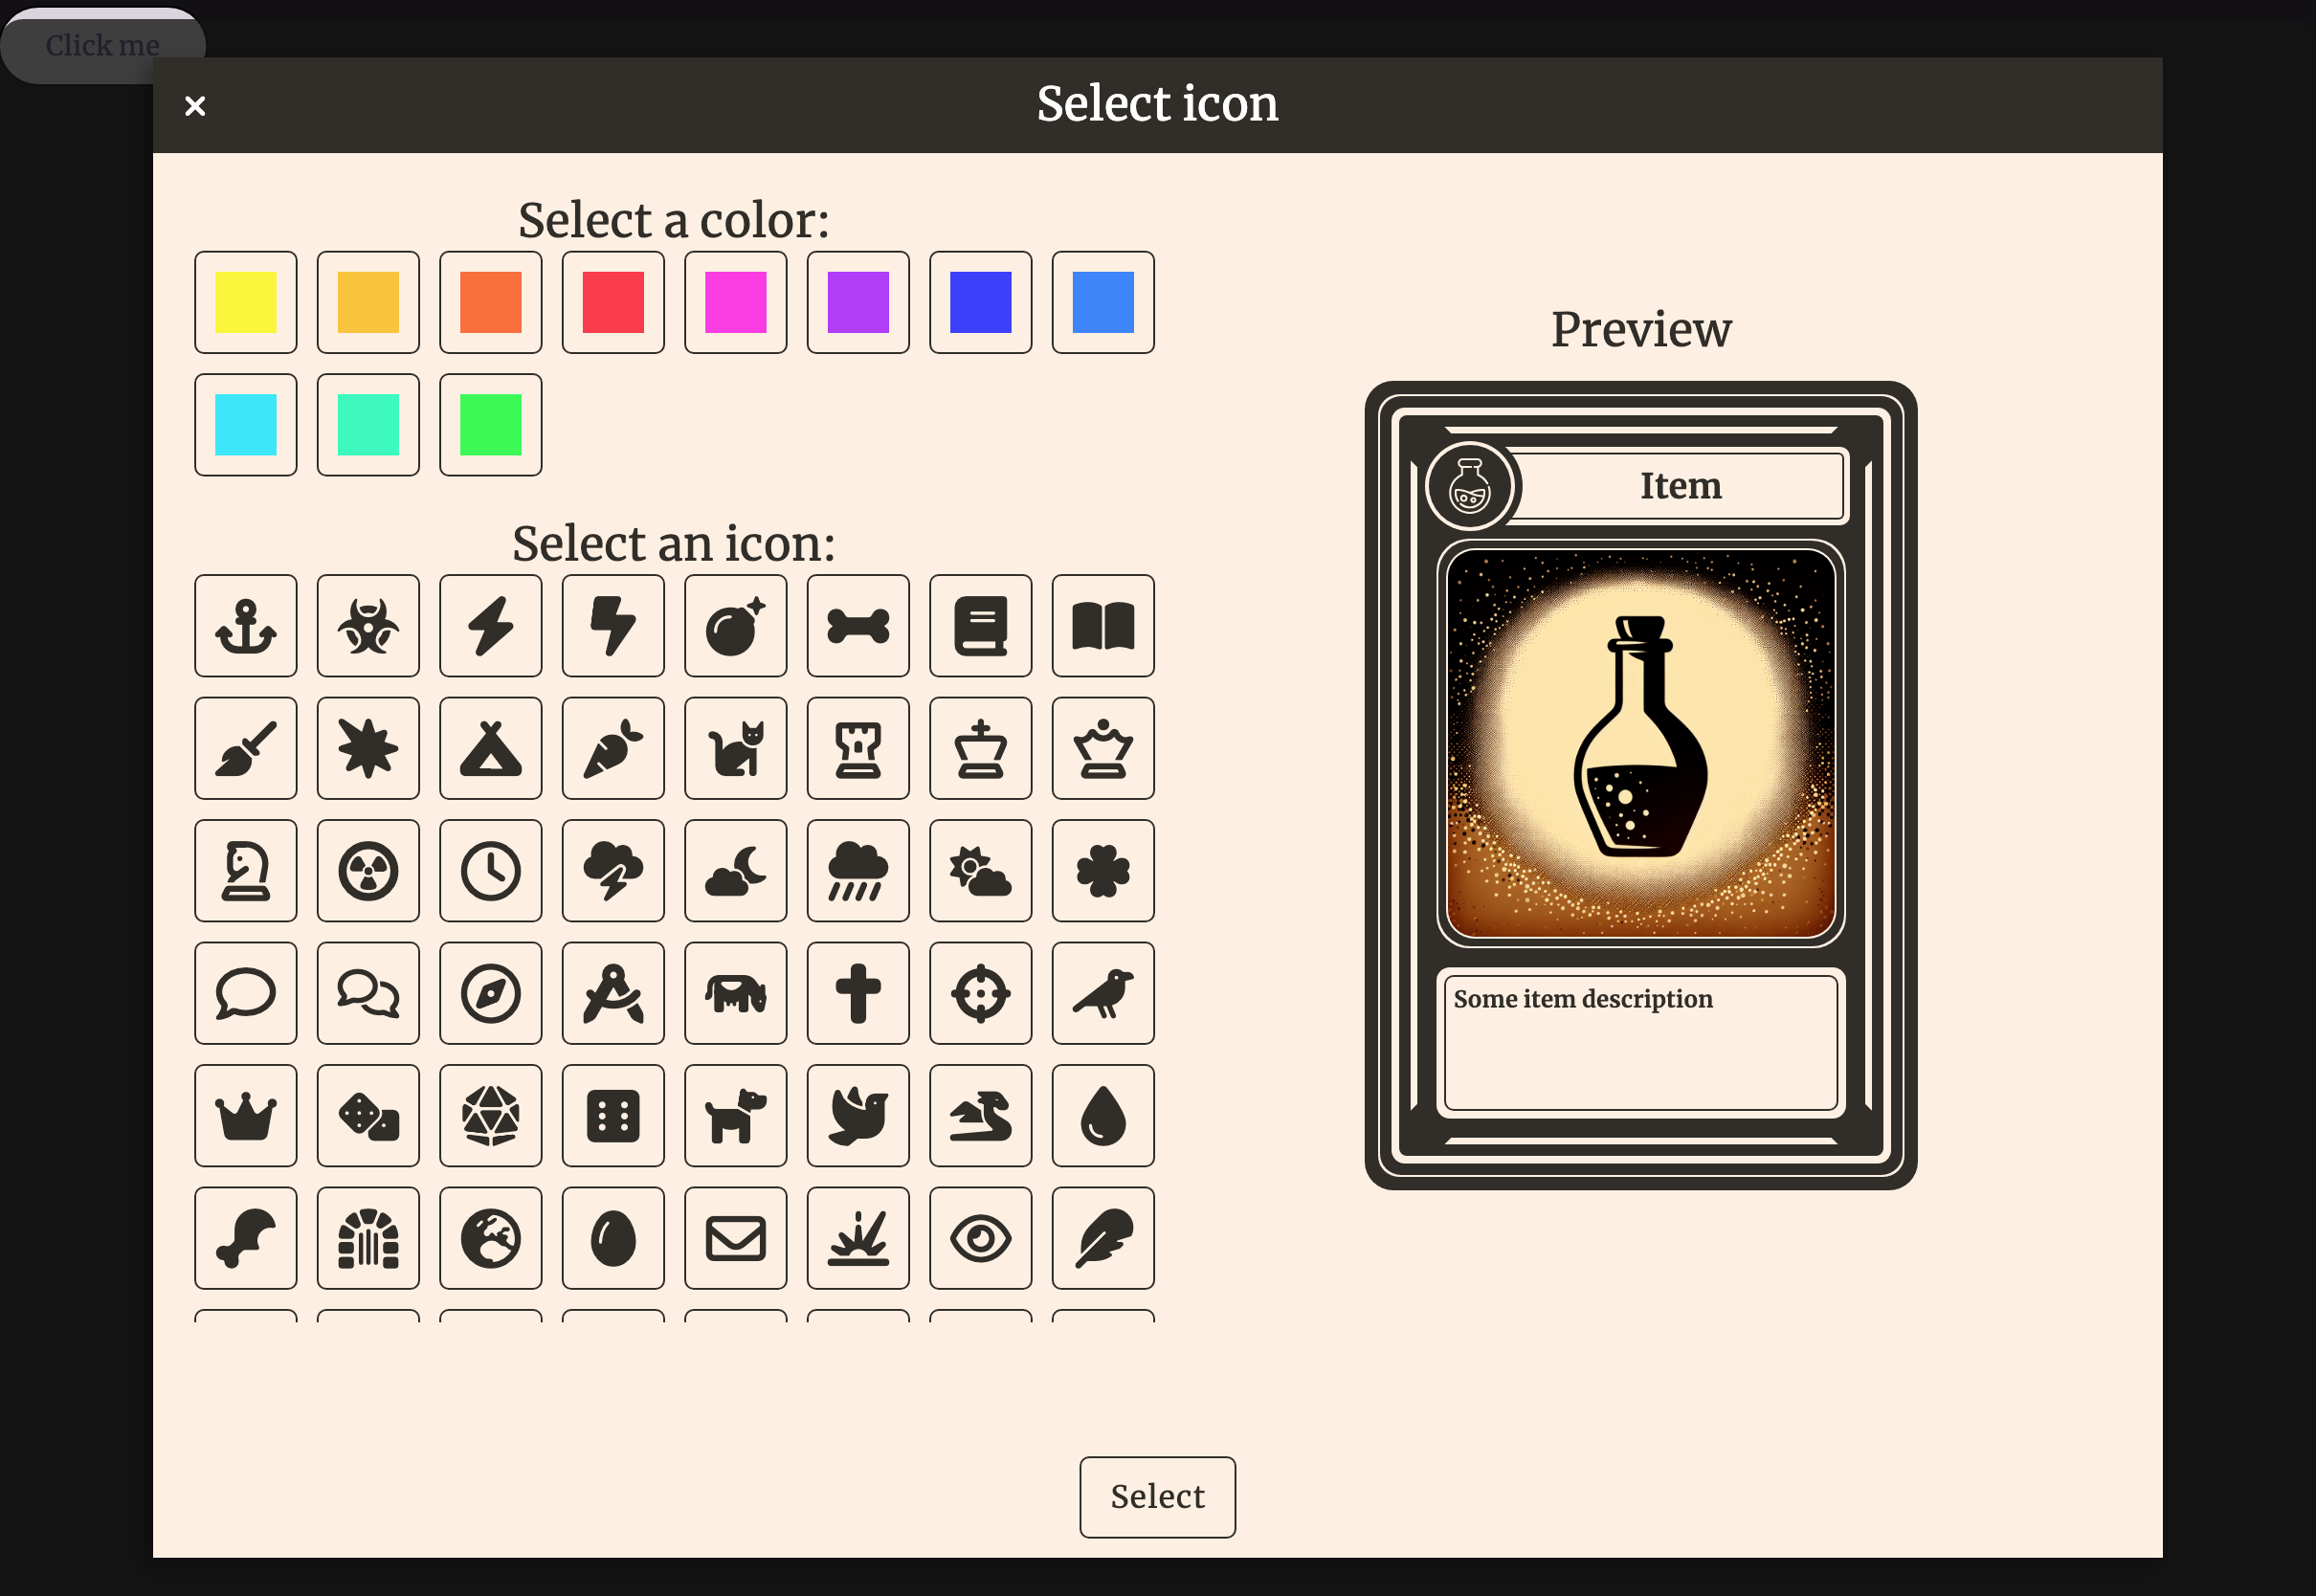 Click me
Select icon
Select a color:
Select an icon:
Preview
Item
Some item description
Select